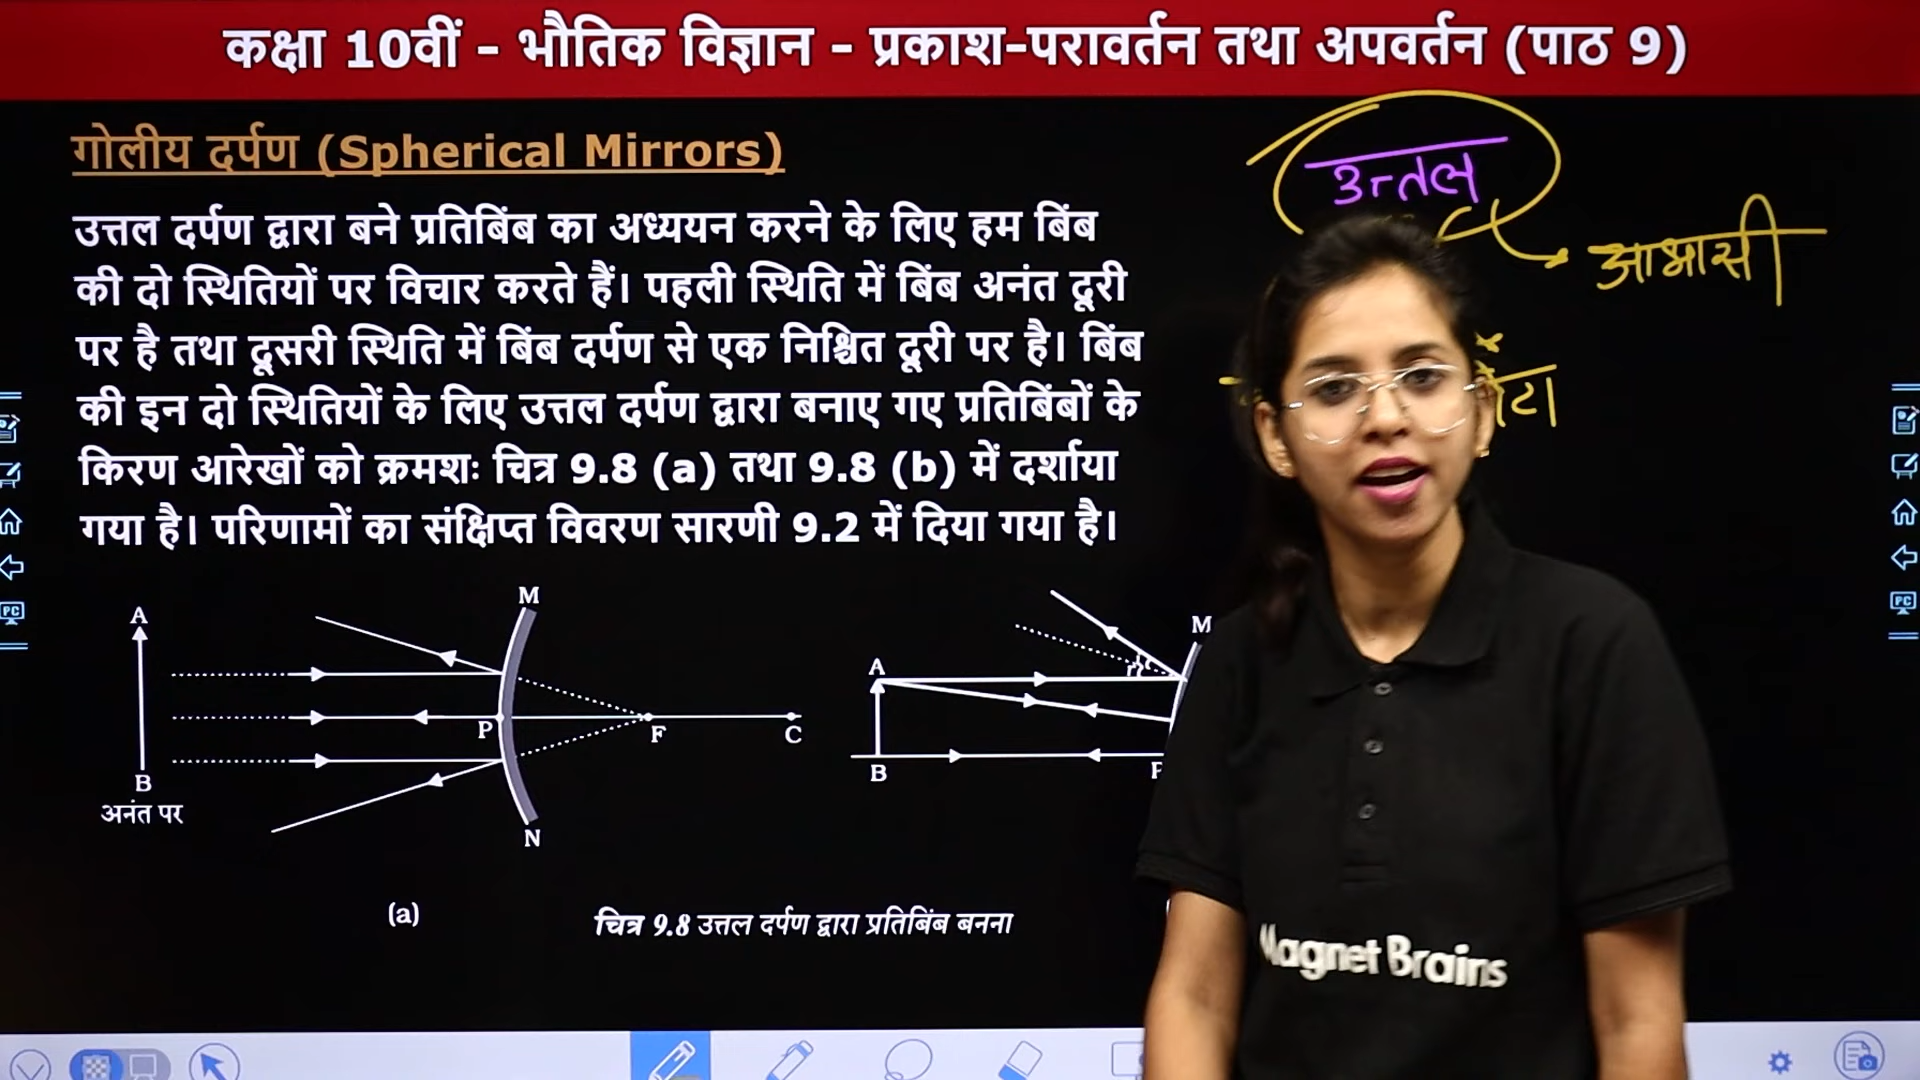 कक्षा 10वीं - भौतिक विज्ञान - प्रकाश-परावर्तन तथा अपवर्तन (पाठ 9)
गोलीय दर्पण (Spherical Mirrors)
उत्तल दर्पण द्वारा बने प्रतिबिंब का अध्ययन करने के लिए हम बिंब
की दो स्थितियों पर विचार करते हैं। पहली स्थिति में बिंब अनंत दूरी
पर है तथा दूसरी स्थिति में बिंब दर्पण से एक निश्चित दूरी पर है। बिंब
की इन दो स्थितियों के लिए उत्तल दर्पण द्वारा बनाए गए प्रतिबिंबों के
किरण आरेखों को क्रमशः चित्र 9.8 (a) तथा 9.8 (b) में दर्शाया
गया है। परिणामों का संक्षिप्त विवरण सारणी 9.2 में दिया गया है।
उत्तल
आभासी
A
B
अनंत पर
M
P
F
C
N
A
B
M
(a)
चित्र 9.8 उत्तल दर्पण द्वारा प्रतिबिंब बनना
Magnet Brains
PC
PC